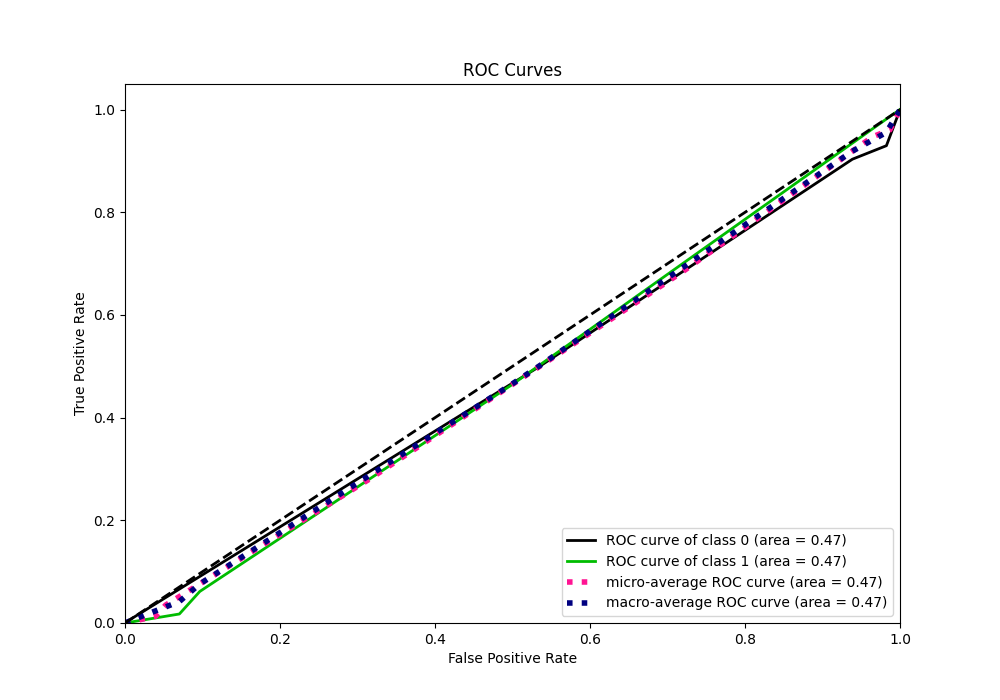 ROC Curves
1.0
0.8
0.6
0.4
0.2
0.0
True Positive Rate
0.0 0.2 0.4 0.6 0.8 1.0
False Positive Rate
ROC curve of class 0 (area = 0.47)
ROC curve of class 1 (area = 0.47)
micro-average ROC curve (area = 0.47)
macro-average ROC curve (area = 0.47)